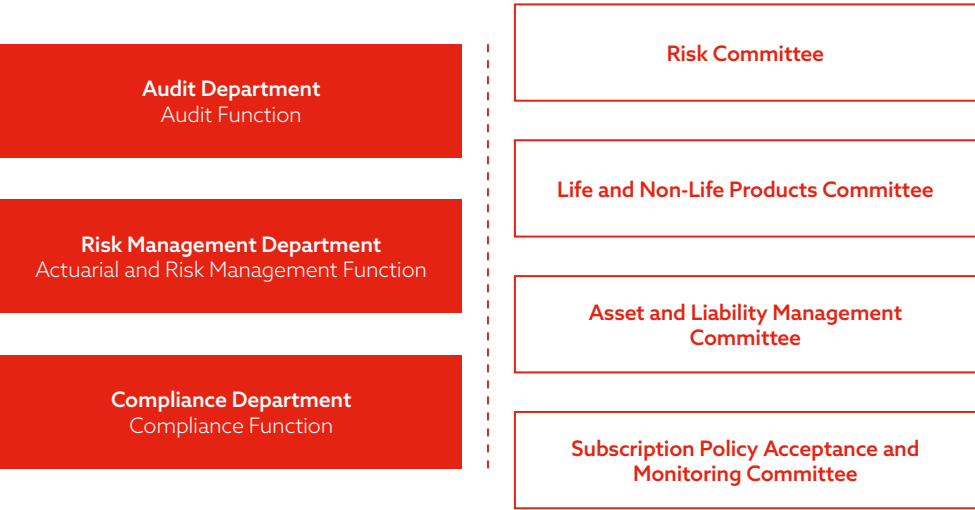 Audit Department
Audit Function
Risk Management Department
Actuarial and Risk Management Function
Compliance Department
Compliance Function
Risk Committee
Life and Non-Life Products Committee
Asset and Liability Management
Committee
Subscription Policy Acceptance and
Monitoring Committee